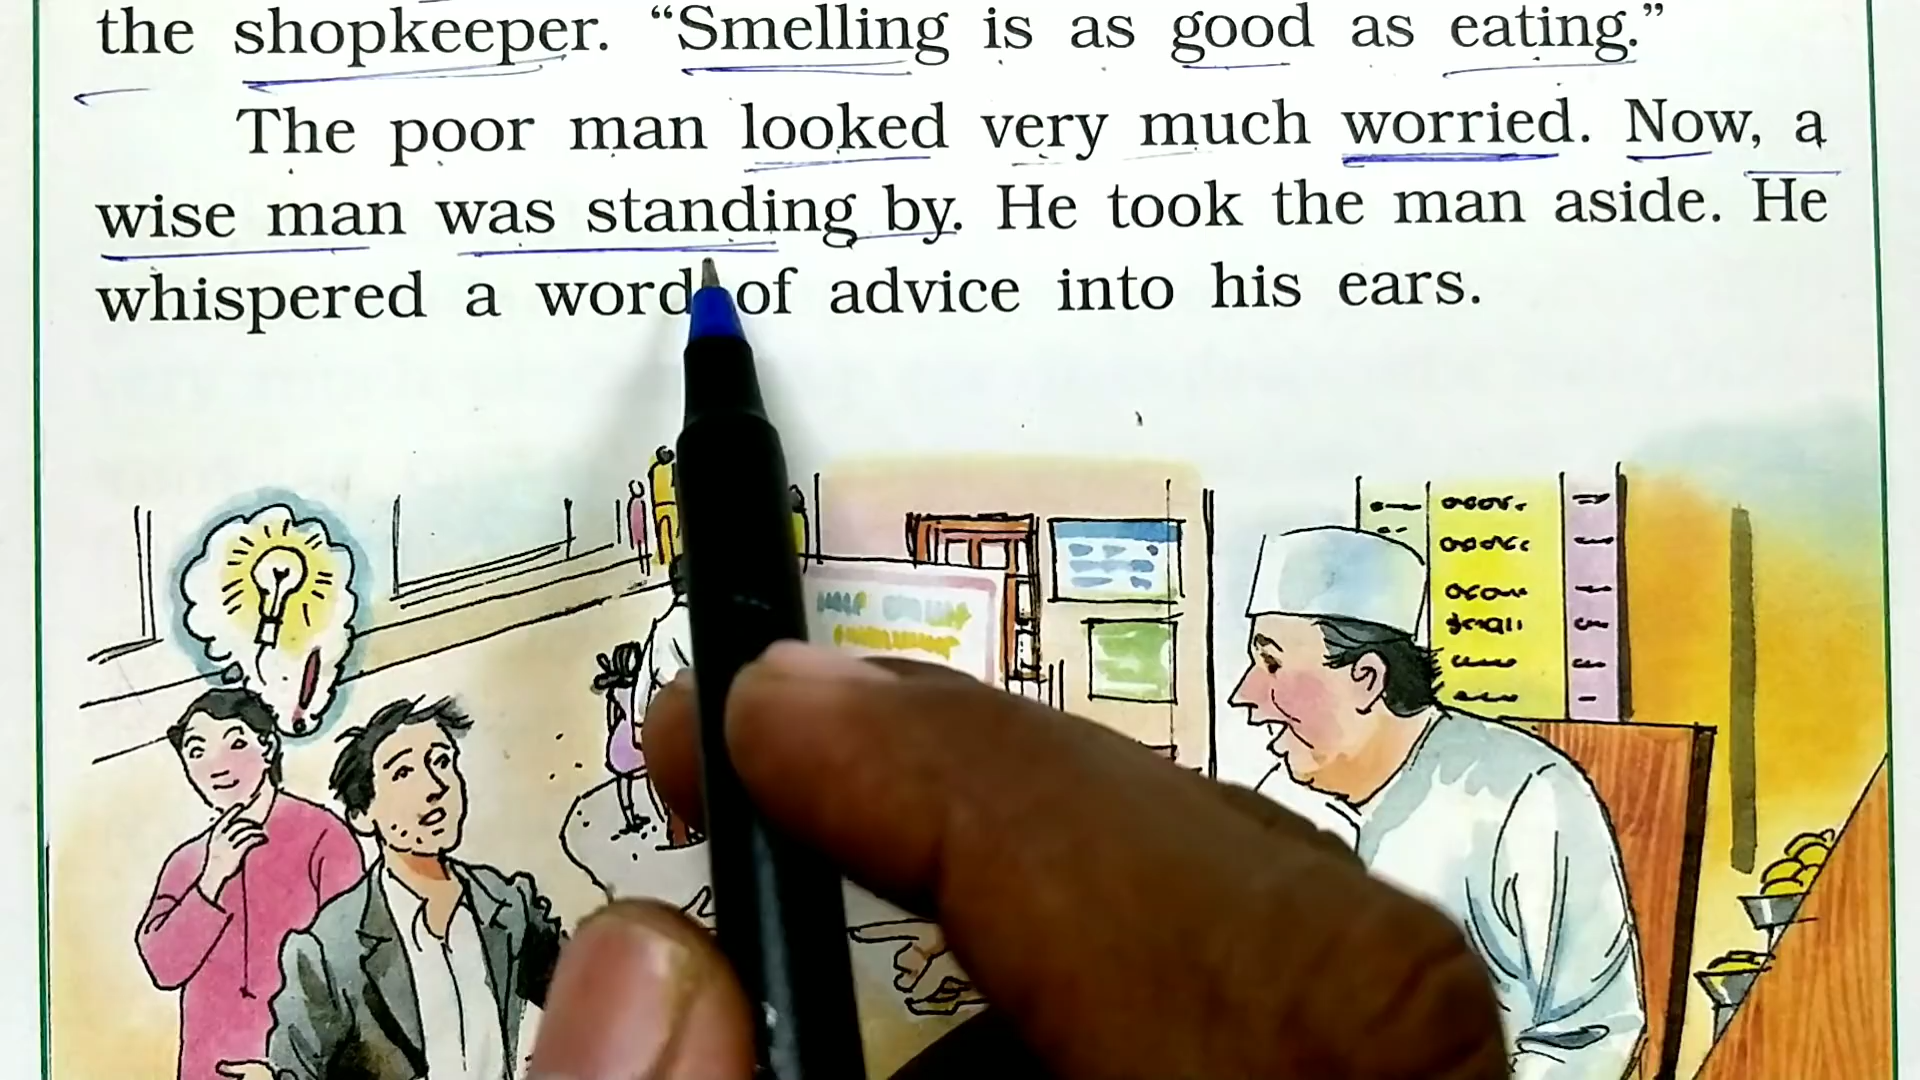 the shopkeeper. “Smelling is as good as eating.”
The poor man looked very much worried. Now, a
wise man was standing by. He took the man aside. He
whispered a word of advice into his ears.